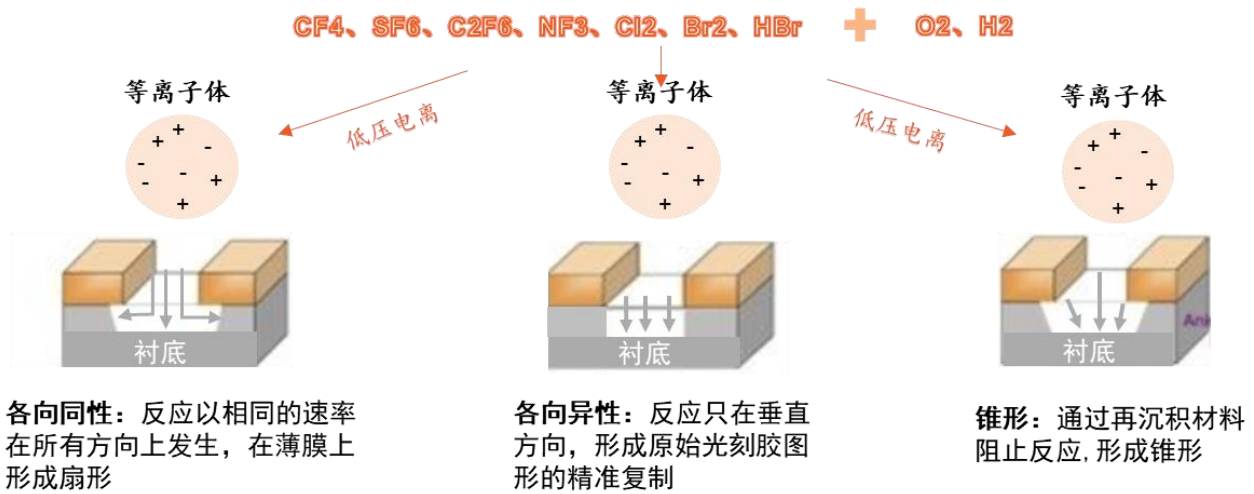 CF4、SF6、C2F6、NF3、Cl2、Br2、HBr + O2、H2
等离子体
低压电离
等离子体
低压电离
等离子体
+ + - - - - + +
+ + - - - - + +
+ + - - - - + +
衬底
衬底
衬底
Ank
各向同性：反应以相同的速率
在所有方向上发生，在薄膜上
形成扇形
各向异性：反应只在垂直
方向，形成原始光刻胶图
形的精准复制
锥形：通过再沉积材料
阻止反应, 形成锥形